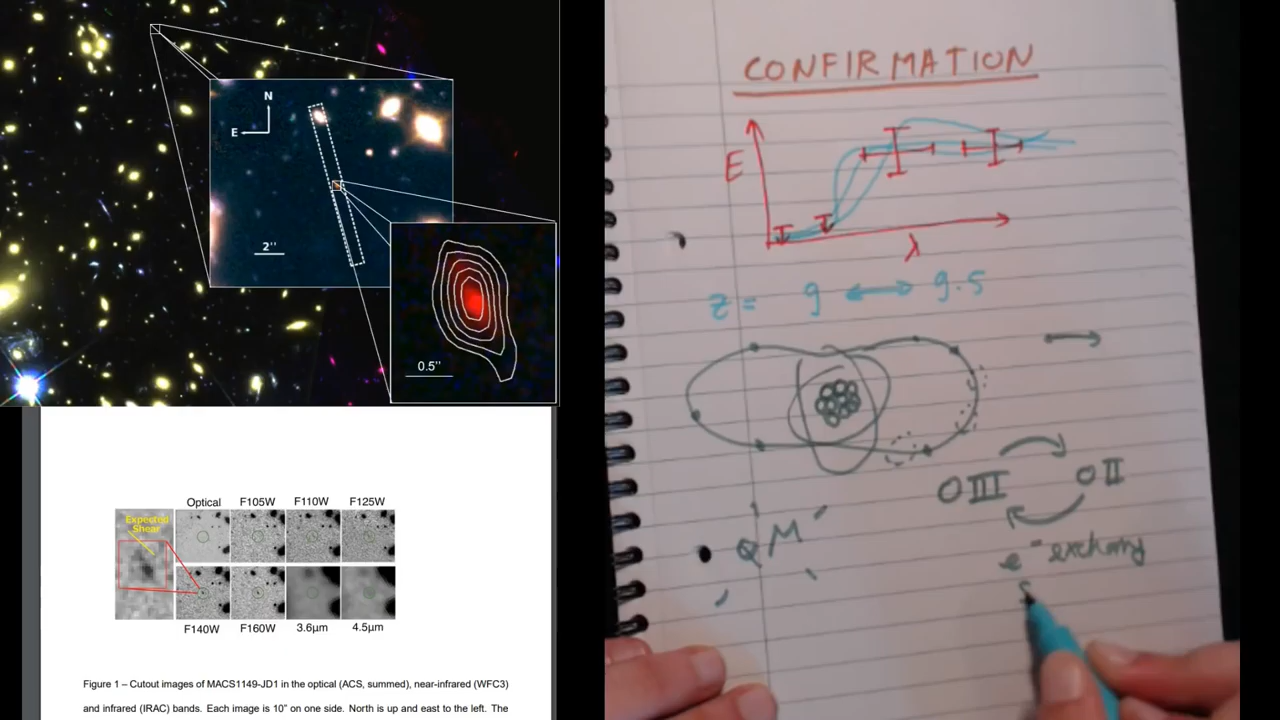 N
E
2''
0.5''
Optical F105W F110W F125W
Expected
Shear
F140W F160W 3.6μm 4.5μm
Figure 1 – Cutout images of MACS1149-JD1 in the optical (ACS, summed), near-infrared (WFC3)
and infrared (IRAC) bands. Each image is 10" on one side. North is up and east to the left. The
CONFIRMATION
E
λ
z = 9 ↔ 9.5
OIII OII
QM
e⁻ exchang